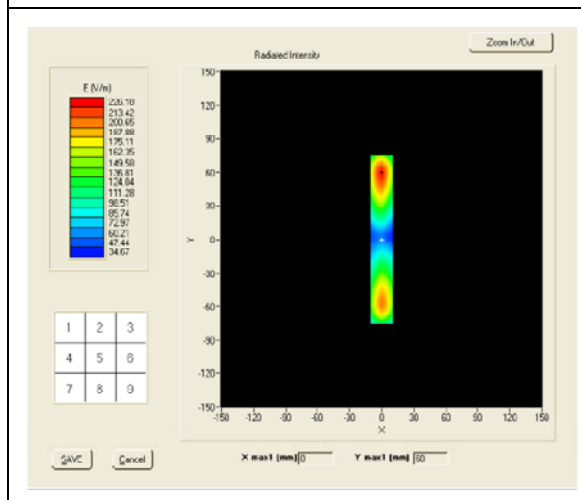 Zoom In/Out
Radiated Intensity
E (V/m)
226.18
213.42
200.65
187.88
175.11
162.35
149.58
136.81
124.04
111.28
98.51
85.74
72.97
60.21
47.44
34.67
150
120
90
60
30
Y 0
-30
-60
-90
-120
-150
-150 -120 -90 -60 -30 0 30 60 90 120 150
X
1 2 3
4 5 6
7 8 9
SAVE Cancel X max1 (mm) 0 Y max1 (mm) 60